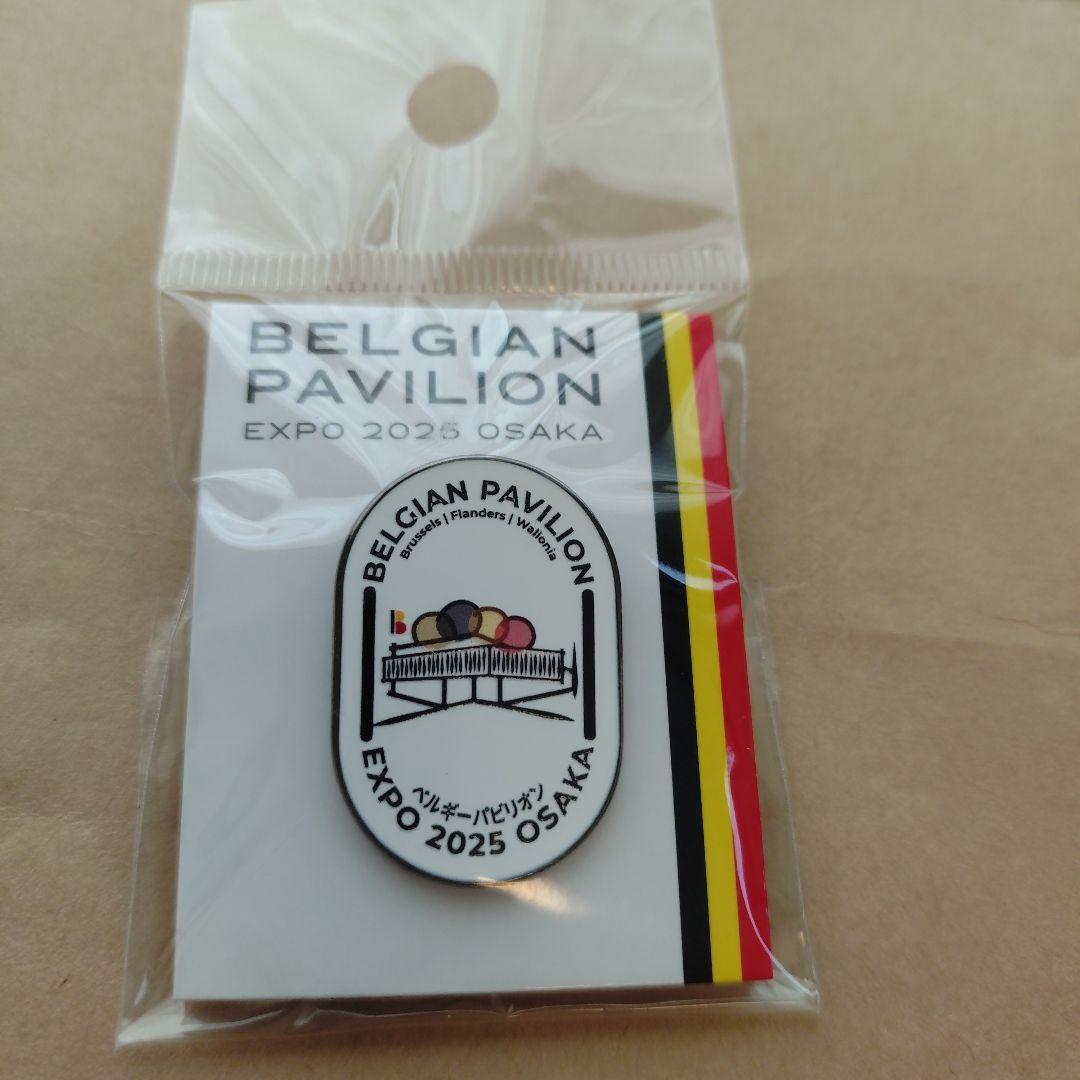 BELGIAN
PAVILION
EXPO 2025 OSAKA
BELGIAN PAVILION
Brussels | Flanders | Wallonia
B
ベルギーパビリオン
EXPO 2025 OSAKA